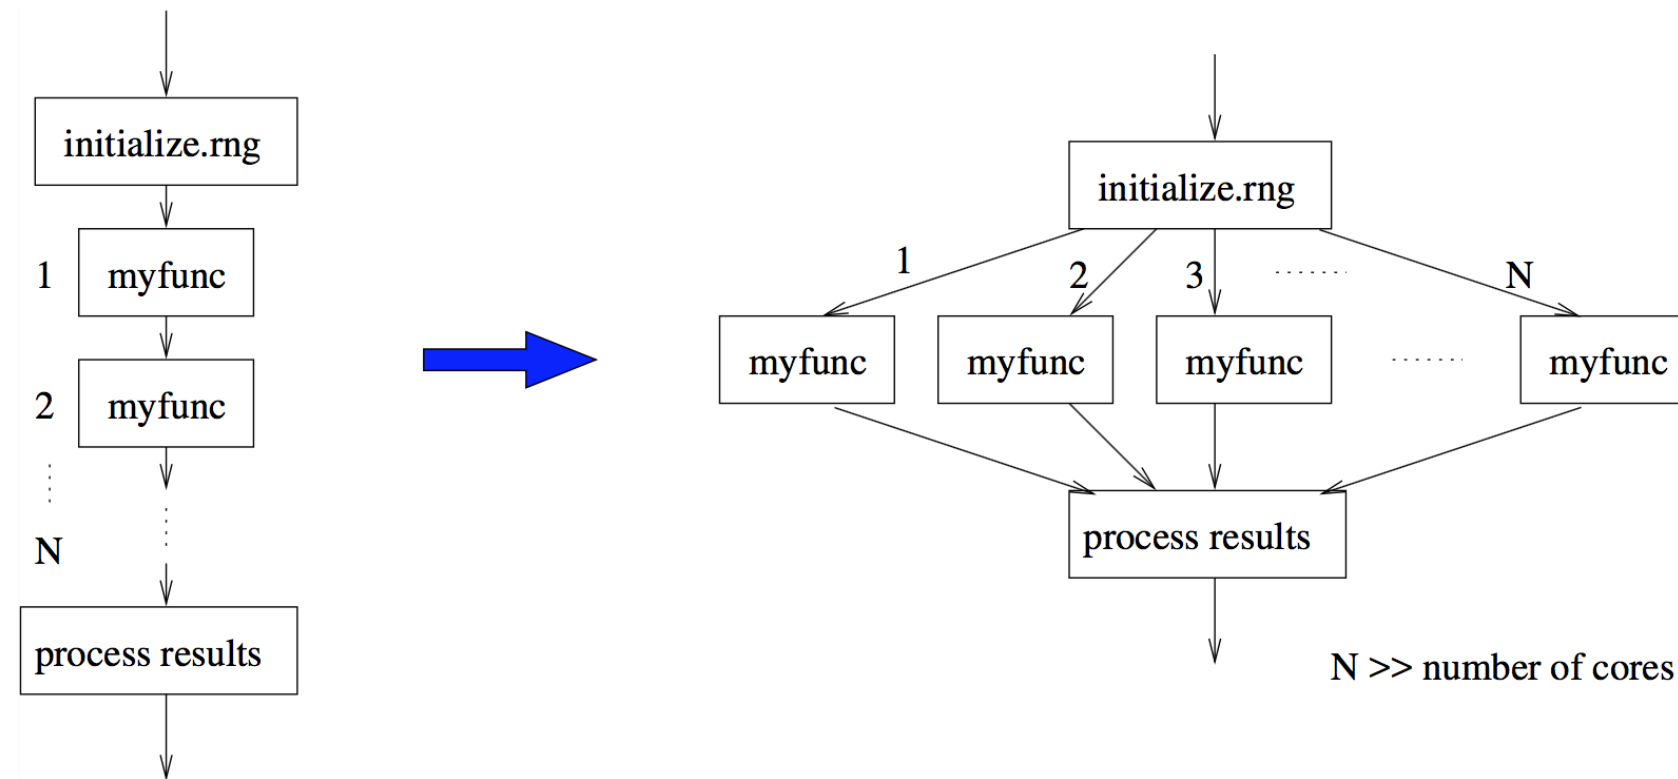 initialize.rng
1 myfunc
2 myfunc
N
process results
initialize.rng
1 2 3 N
myfunc myfunc myfunc myfunc
process results
N >> number of cores